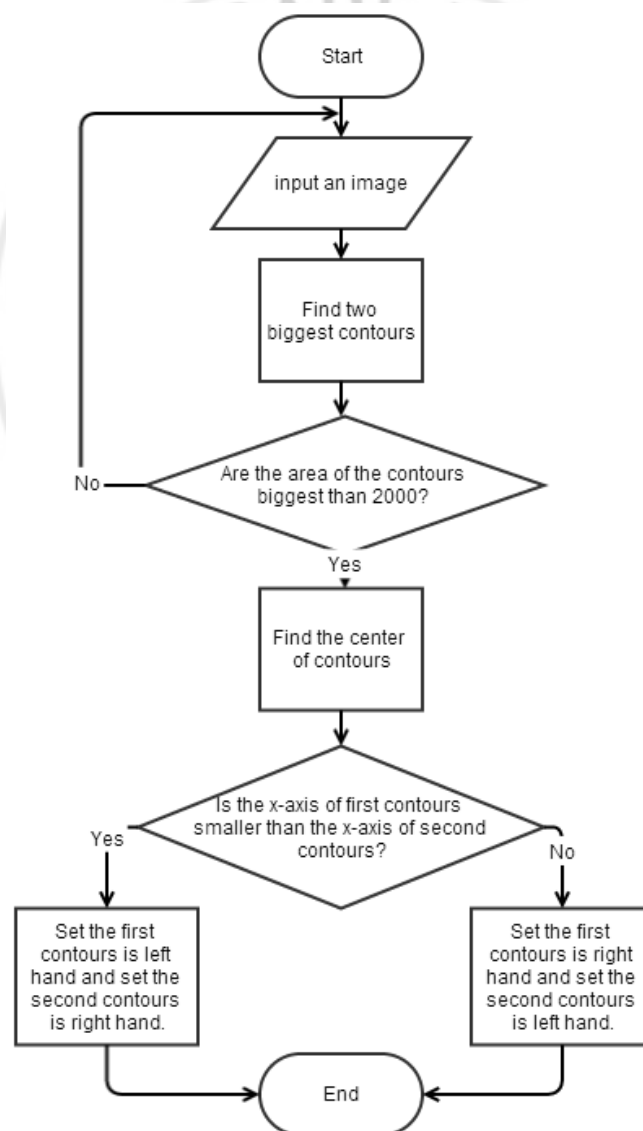 Start
input an image
Find two
biggest contours
Are the area of the contours
biggest than 2000?
No
Yes
Find the center
of contours
Is the x-axis of first contours
smaller than the x-axis of second
contours?
Yes
No
Set the first
contours is left
hand and set the
second contours
is right hand.
Set the first
contours is right
hand and set the
second contours
is left hand.
End